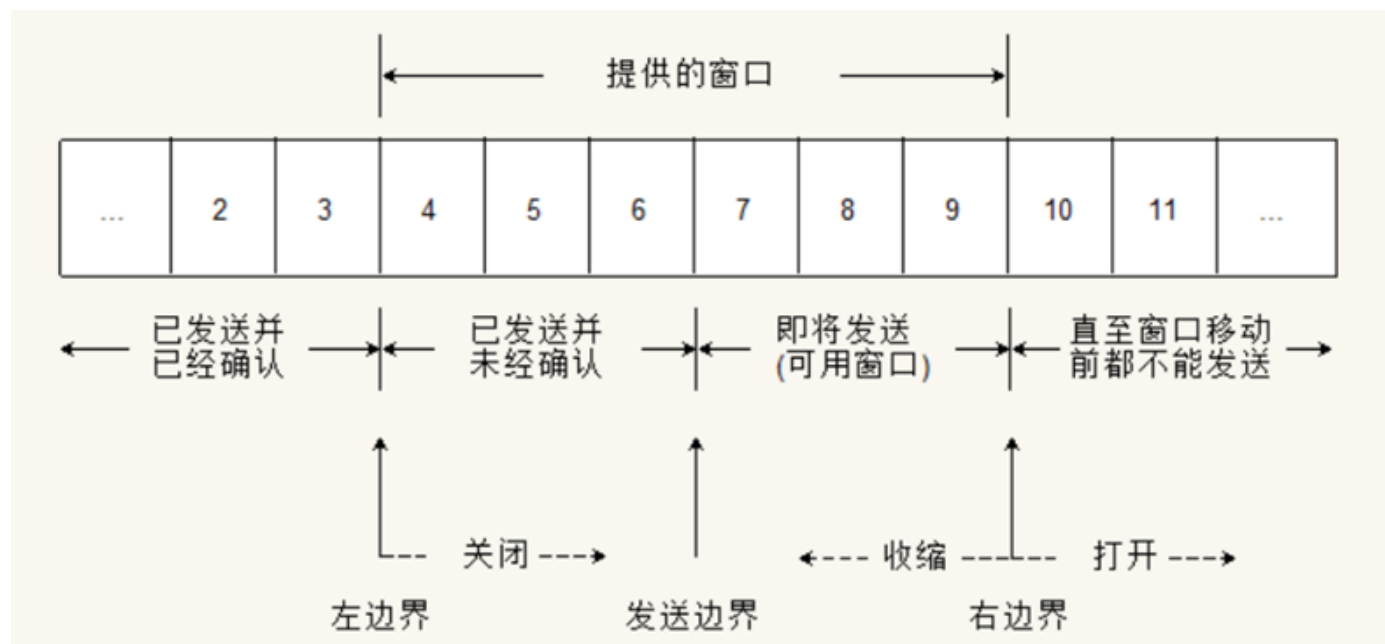 提供的窗口
... 2 3 4 5 6 7 8 9 10 11 ...
已发送并
已经确认
已发送并
未经确认
即将发送
(可用窗口)
直至窗口移动
前都不能发送
关闭
收缩
打开
左边界
发送边界
右边界